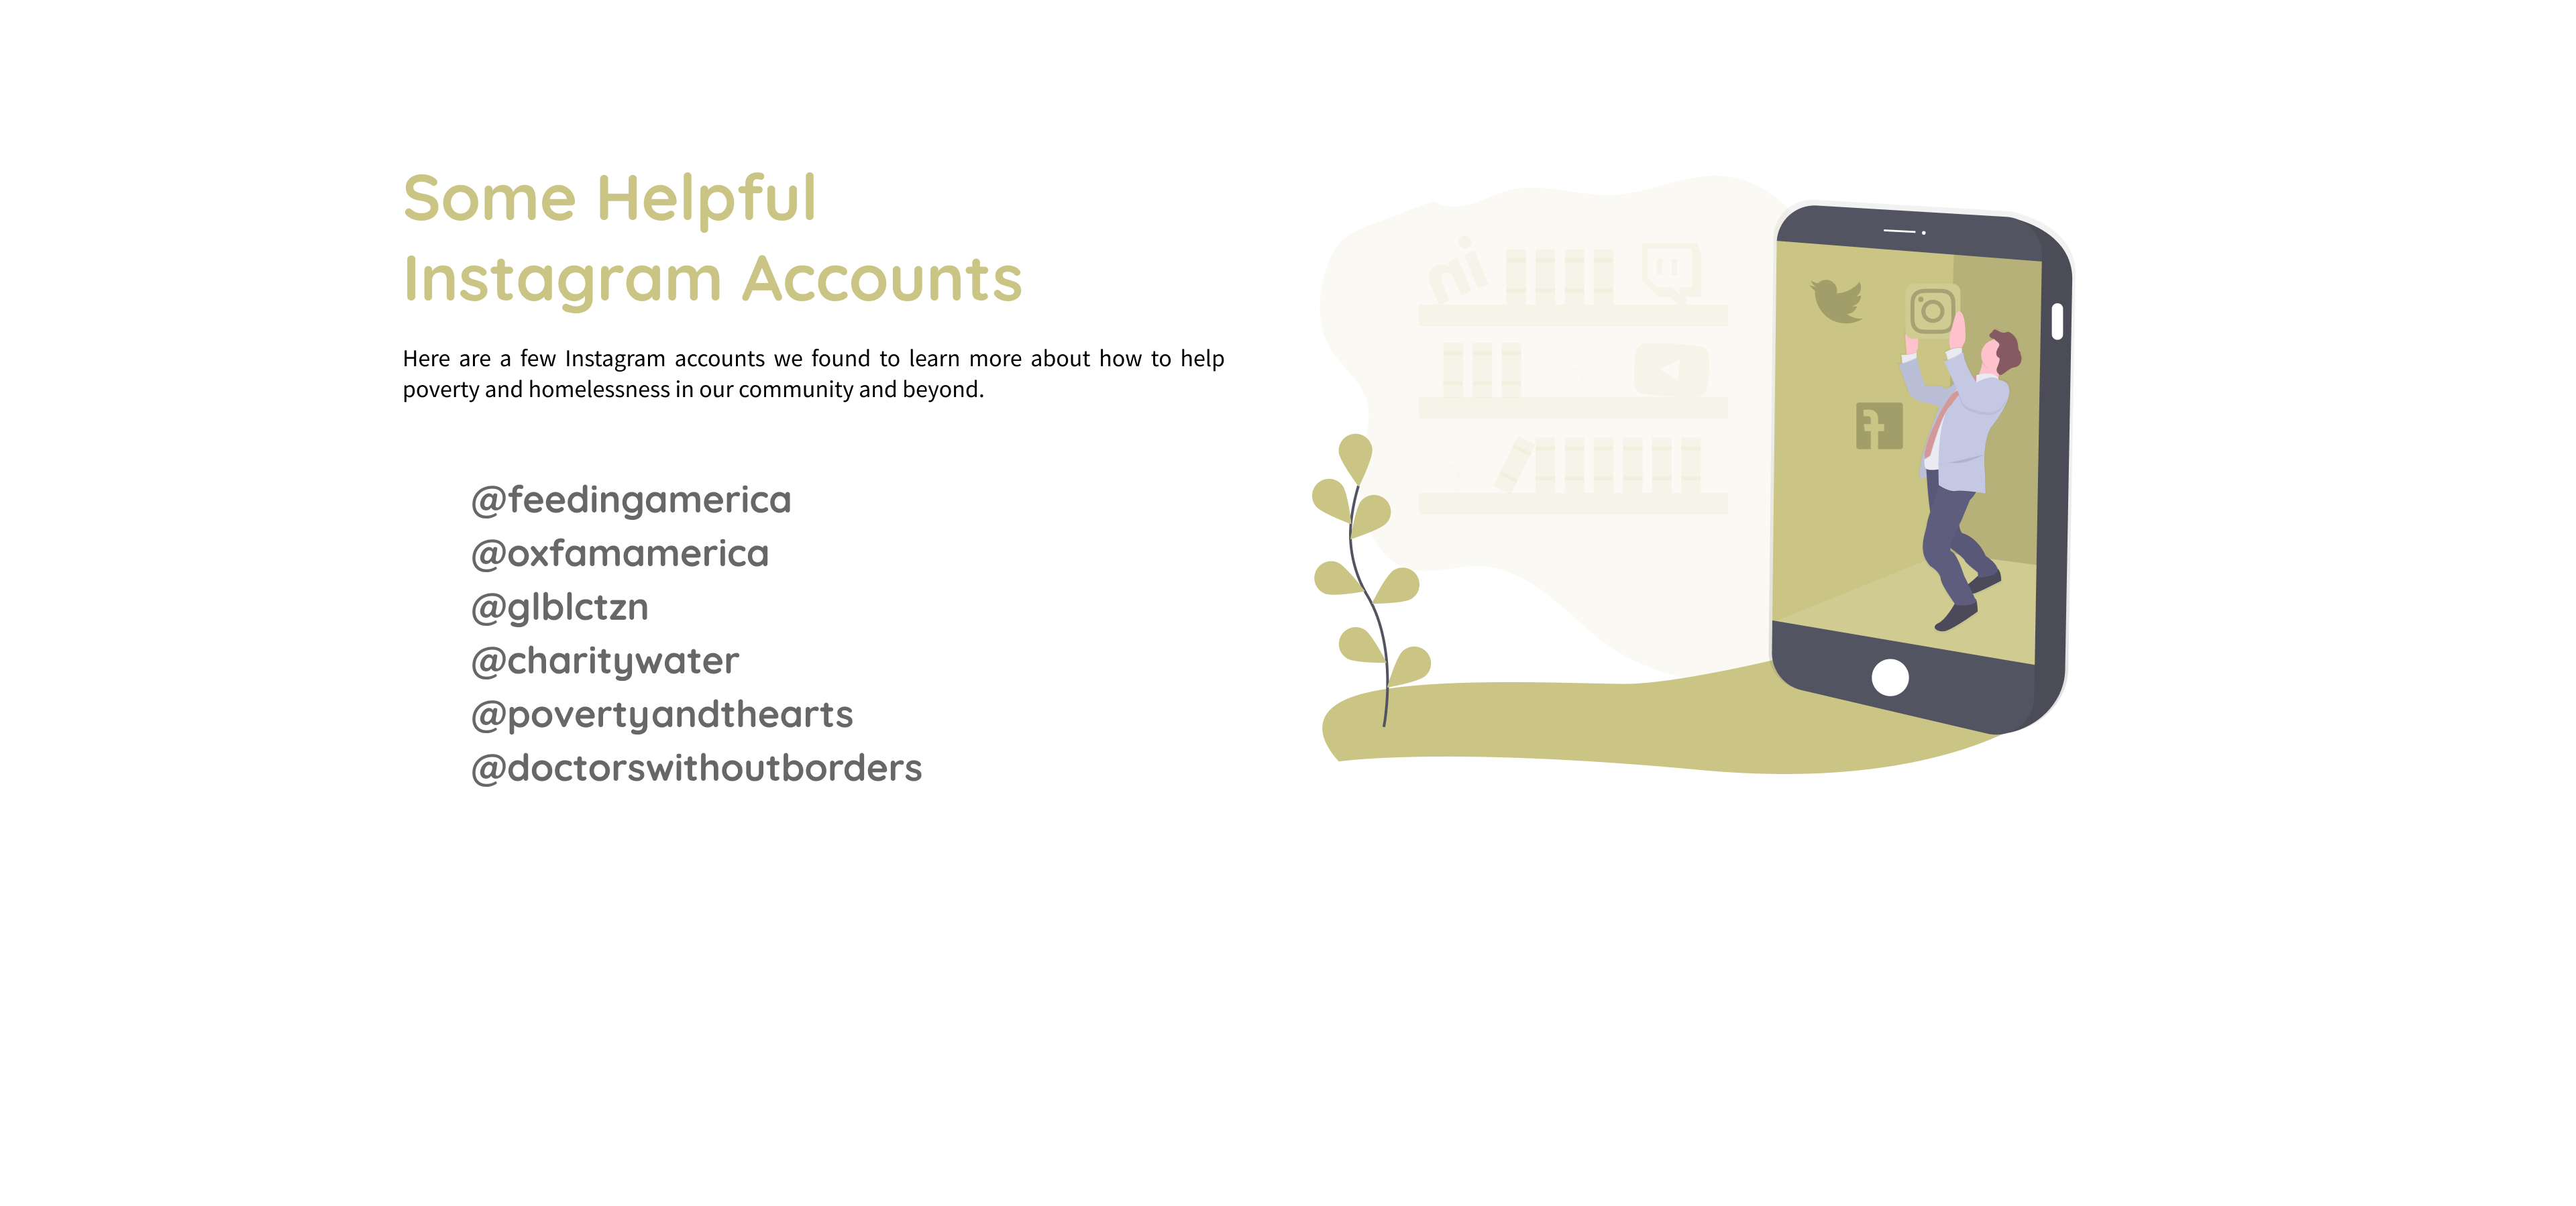 Some Helpful
Instagram Accounts
Here are a few Instagram accounts we found to learn more about how to help
poverty and homelessness in our community and beyond.
@feedingamerica
@oxfamamerica
@glblctzn
@charitywater
@povertyandthearts
@doctorswithoutborders